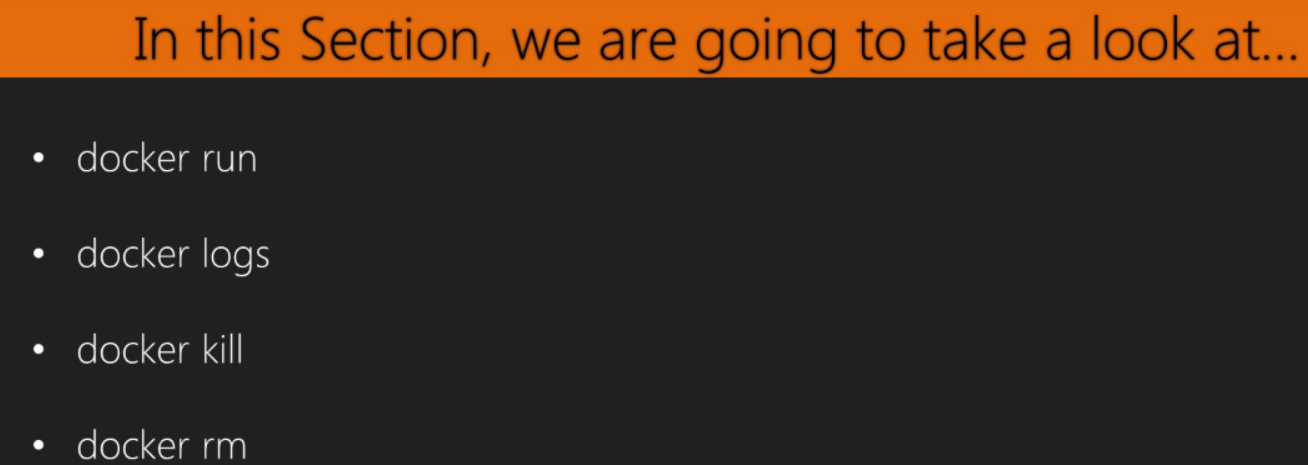 In this Section, we are going to take a look at...
• docker run
• docker logs
• docker kill
• docker rm